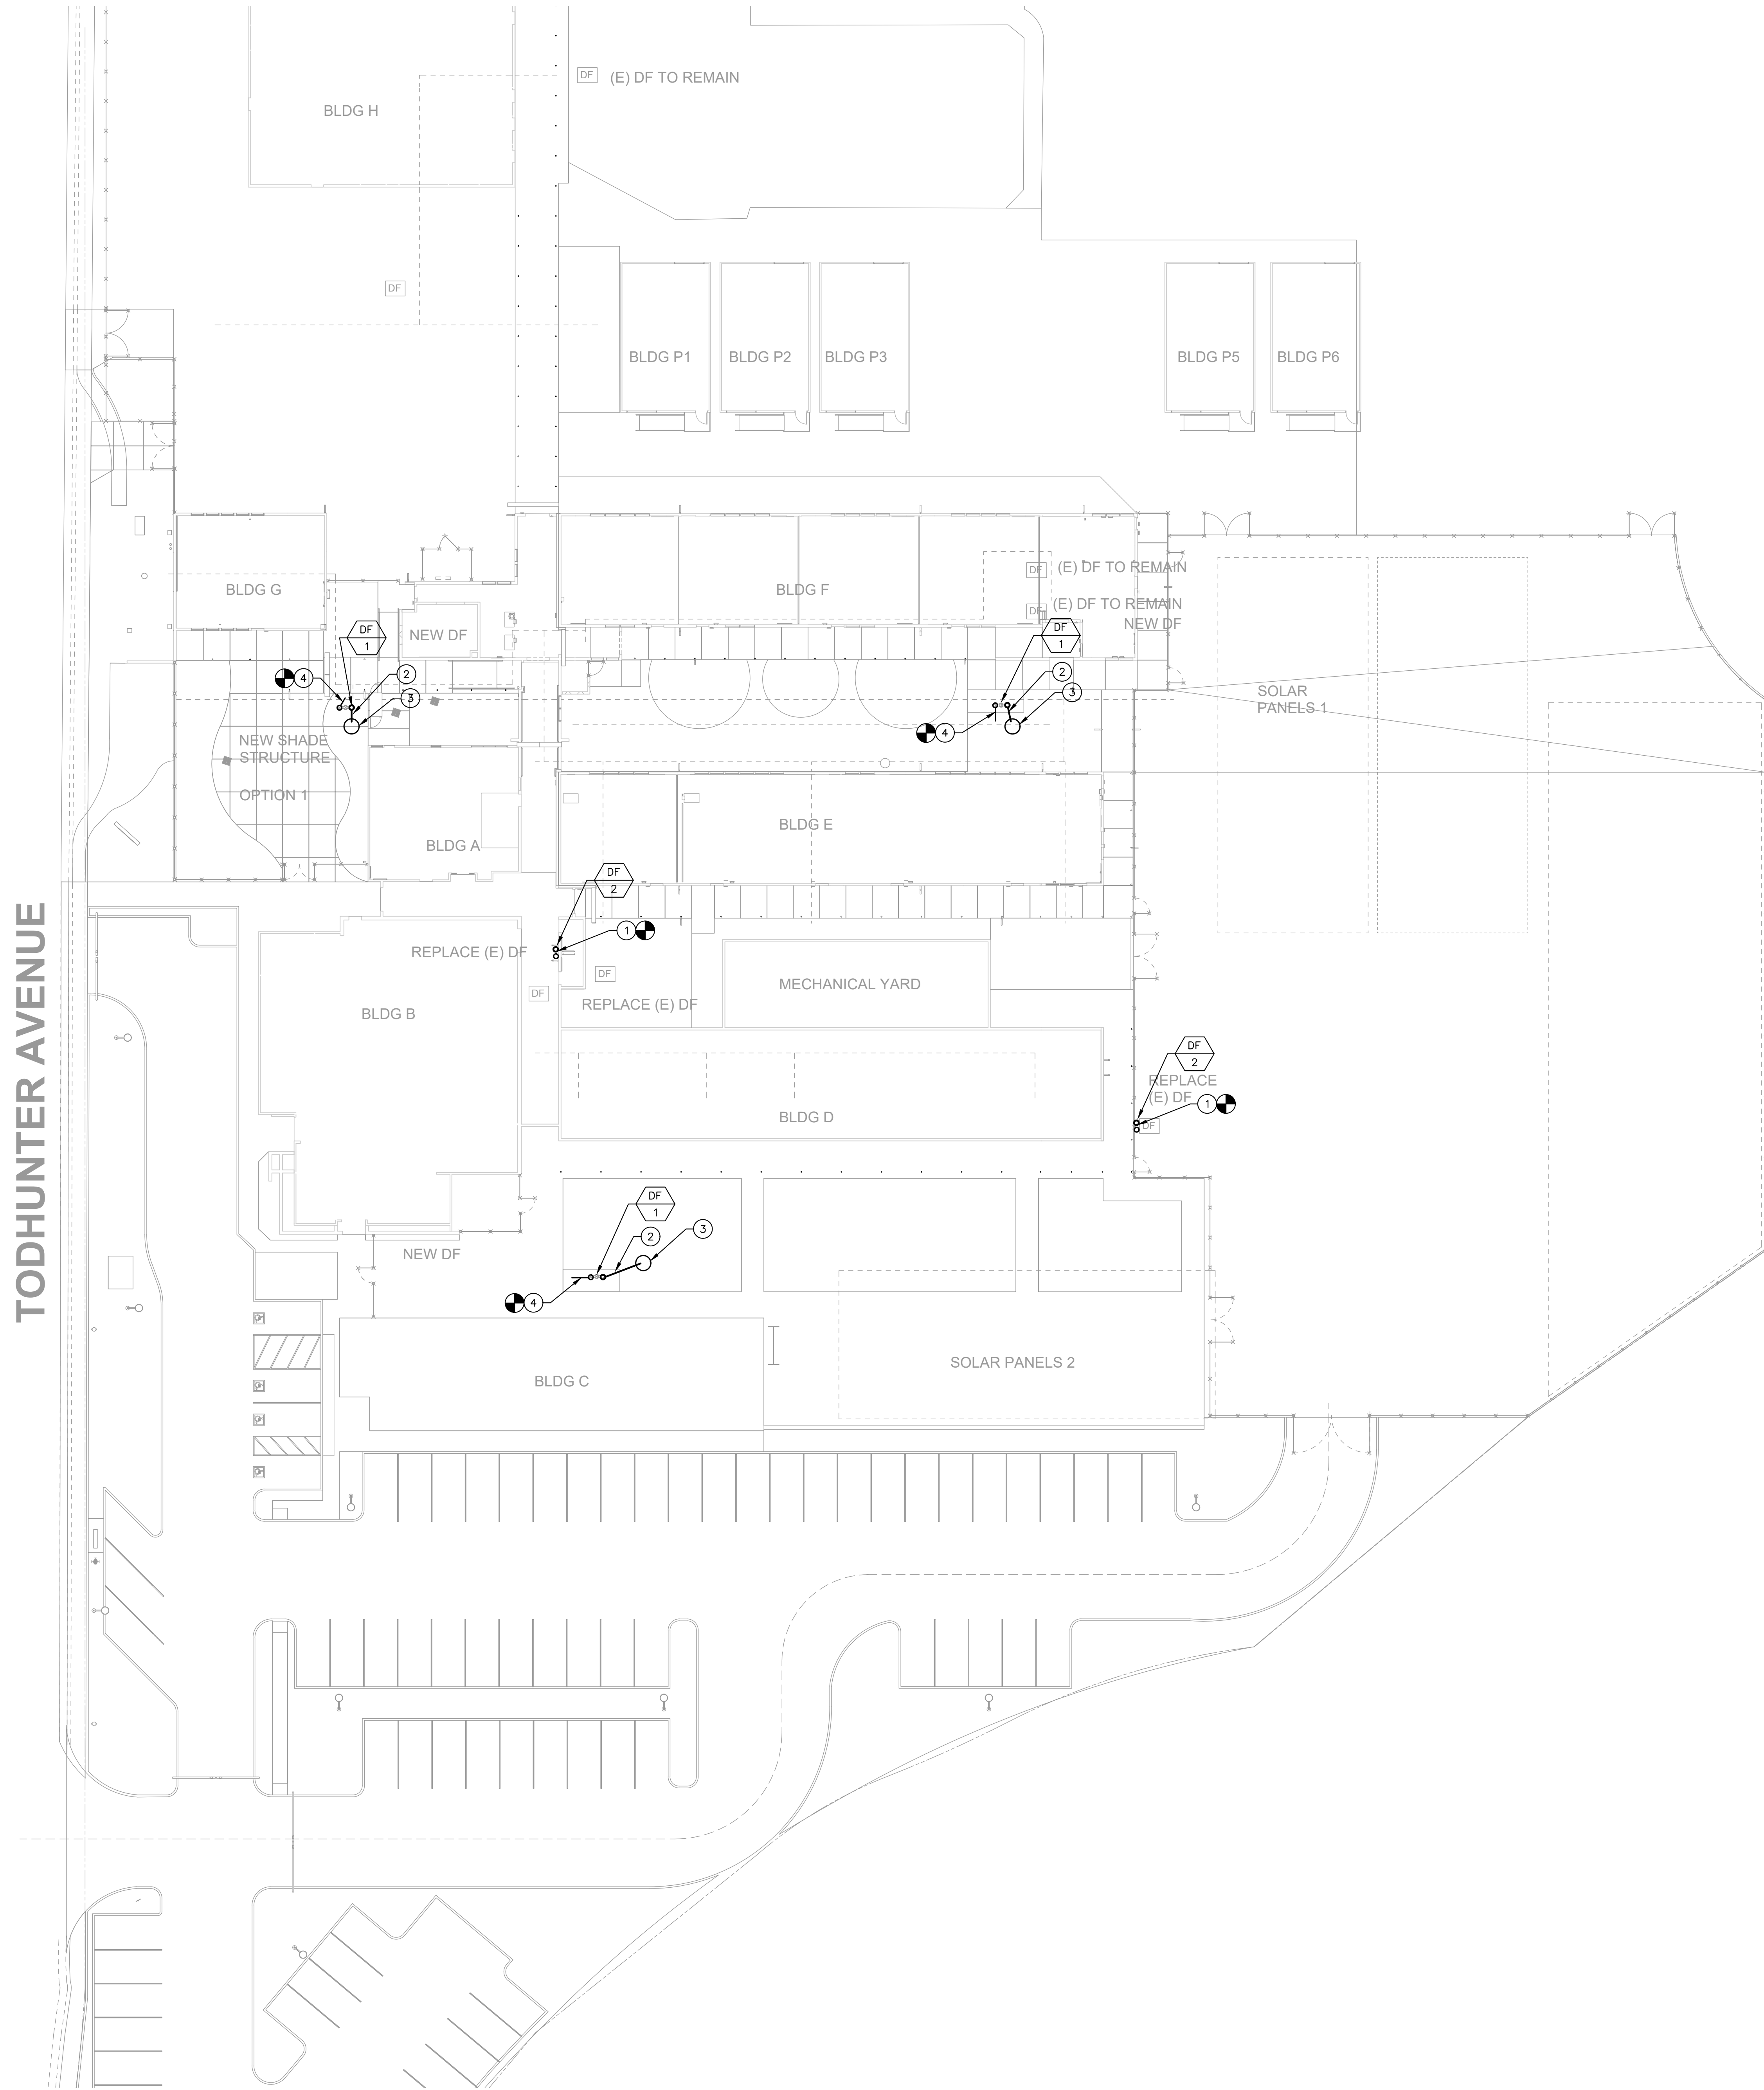 DF (E) DF TO REMAIN
BLDG H
DF
BLDG P1
BLDG P2
BLDG P3
BLDG P5
BLDG P6
BLDG G
BLDG F
DF (E) DF TO REMAIN
DF (E) DF TO REMAIN
NEW DF
NEW DF
DF
1
2
3
4
DF
1
2
3
4
SOLAR
PANELS 1
NEW SHADE
STRUCTURE
OPTION 1
BLDG A
BLDG E
DF
2
1
REPLACE (E) DF
DF
DF
REPLACE (E) DF
MECHANICAL YARD
BLDG B
TODHUNTER AVENUE
DF
2
REPLACE
(E) DF
1
DF
BLDG D
DF
1
2
3
4
NEW DF
BLDG C
SOLAR PANELS 2